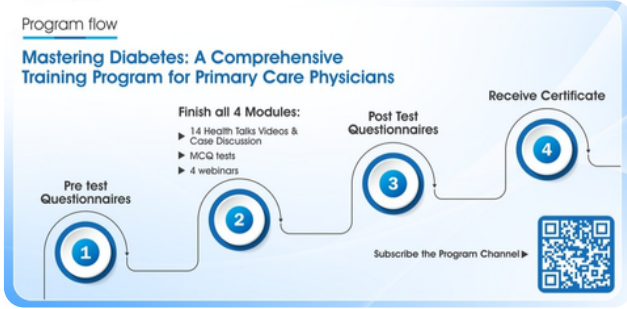 Program flow
Mastering Diabetes: A Comprehensive
Training Program for Primary Care Physicians
Pre test
Questionnaires
1
Finish all 4 Modules:
14 Health Talks Videos &
Case Discussion
MCQ tests
4 webinars
2
Post Test
Questionnaires
3
Receive Certificate
4
Subscribe the Program Channel